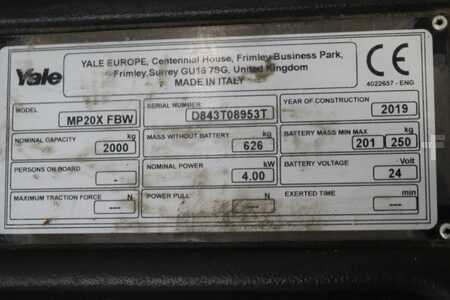 Yale
YALE EUROPE, Centennial House, Frimley Business Park,
Frimley, Surrey GU16 7SG, United Kingdom
MADE IN ITALY
CE
4022657 - ENG
MODEL MP20X FBW
SERIAL NUMBER D843T08953T
YEAR OF CONSTRUCTION 2019
NOMINAL CAPACITY kg 2000
MASS WITHOUT BATTERY kg 626
BATTERY MASS MIN MAX kg 201 250
PERSONS ON BOARD ---
NOMINAL POWER kW 4.00
BATTERY VOLTAGE Volt 24
MAXIMUM TRACTION FORCE N ---
POWER PULL N ---
EXERTED TIME min ---